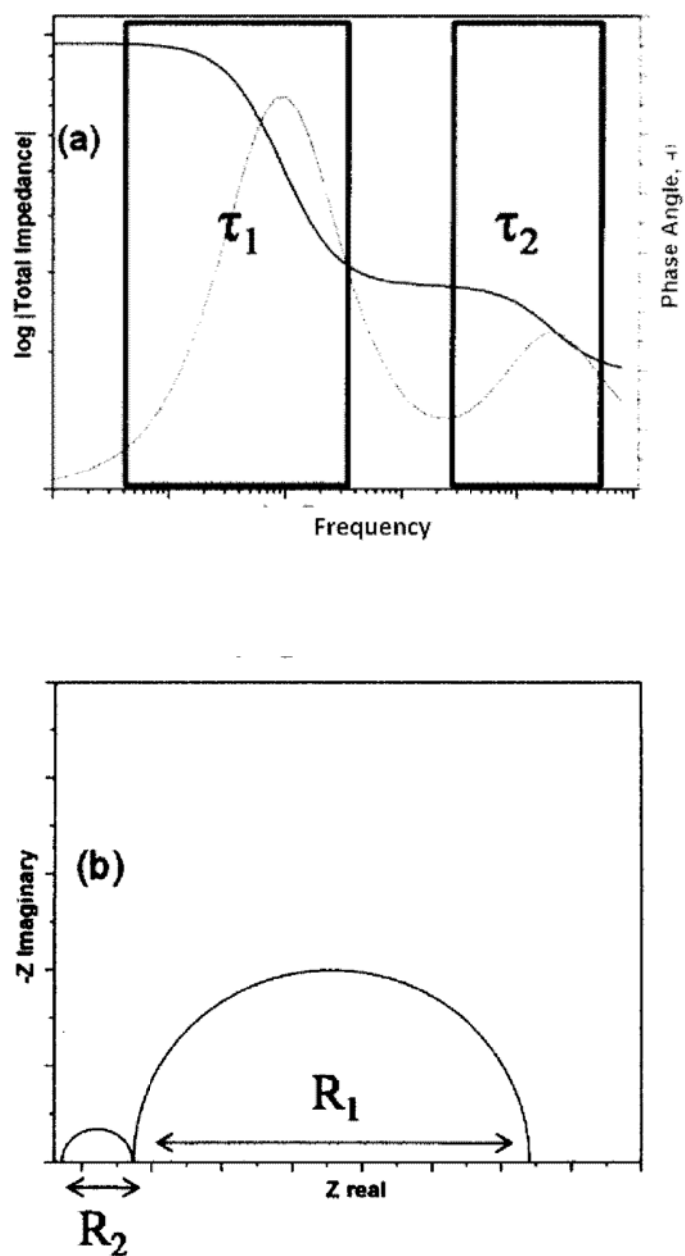 (a)
log |Total Impedance|
τ₁
τ₂
Phase Angle,
Frequency
(b)
-Z Imaginary
R₁
Z real
R₂